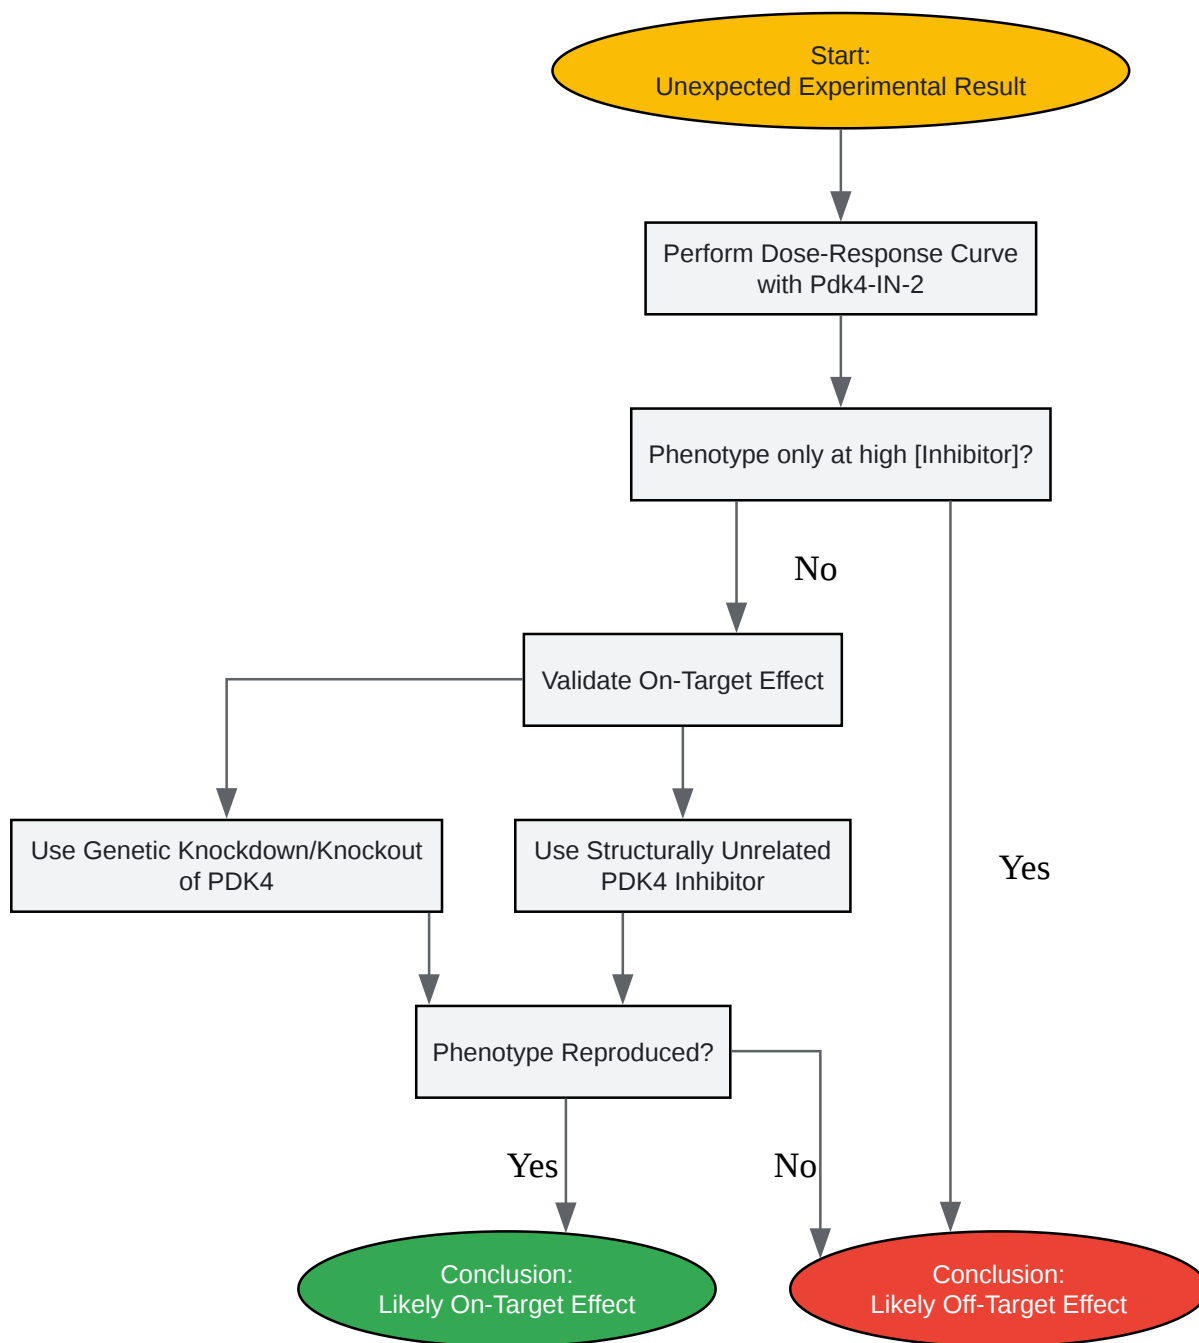 Start:
Unexpected Experimental Result
Perform Dose-Response Curve
with Pdk4-IN-2
Phenotype only at high [Inhibitor]?
No
Validate On-Target Effect
Use Genetic Knockdown/Knockout
of PDK4
Use Structurally Unrelated
PDK4 Inhibitor
Yes
Phenotype Reproduced?
Yes
No
Conclusion:
Likely On-Target Effect
Conclusion:
Likely Off-Target Effect